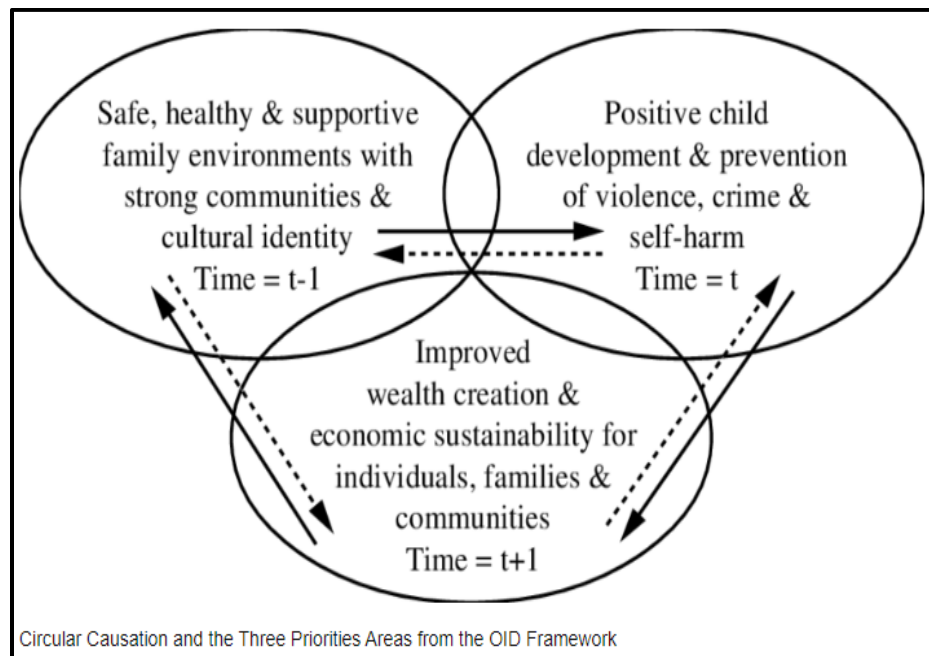 Safe, healthy & supportive
family environments with
strong communities &
cultural identity
Time = t-1
Positive child
development & prevention
of violence, crime &
self-harm
Time = t
Improved
wealth creation &
economic sustainability for
individuals, families &
communities
Time = t+1
Circular Causation and the Three Priorities Areas from the OID Framework